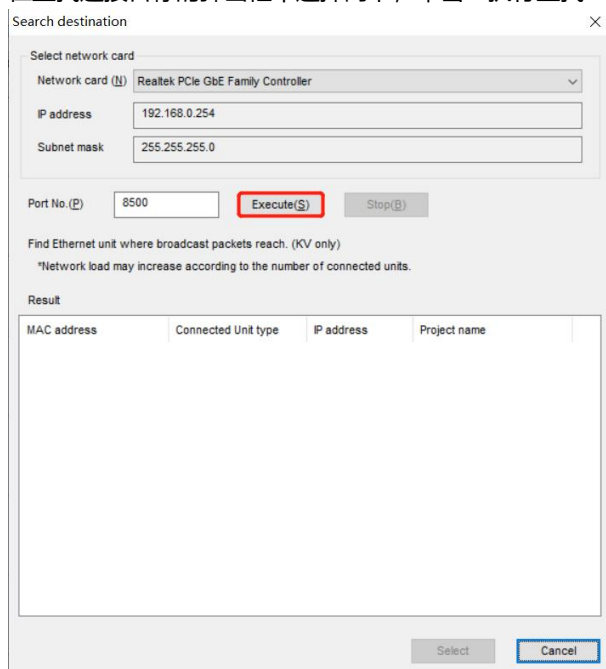 Search destination
Select network card
Network card (N) Realtek PCIe GbE Family Controller
IP address 192.168.0.254
Subnet mask 255.255.255.0
Port No.(P) 8500 Execute(S) Stop(B)
Find Ethernet unit where broadcast packets reach. (KV only)
*Network load may increase according to the number of connected units.
Result
MAC address Connected Unit type IP address Project name
Select Cancel